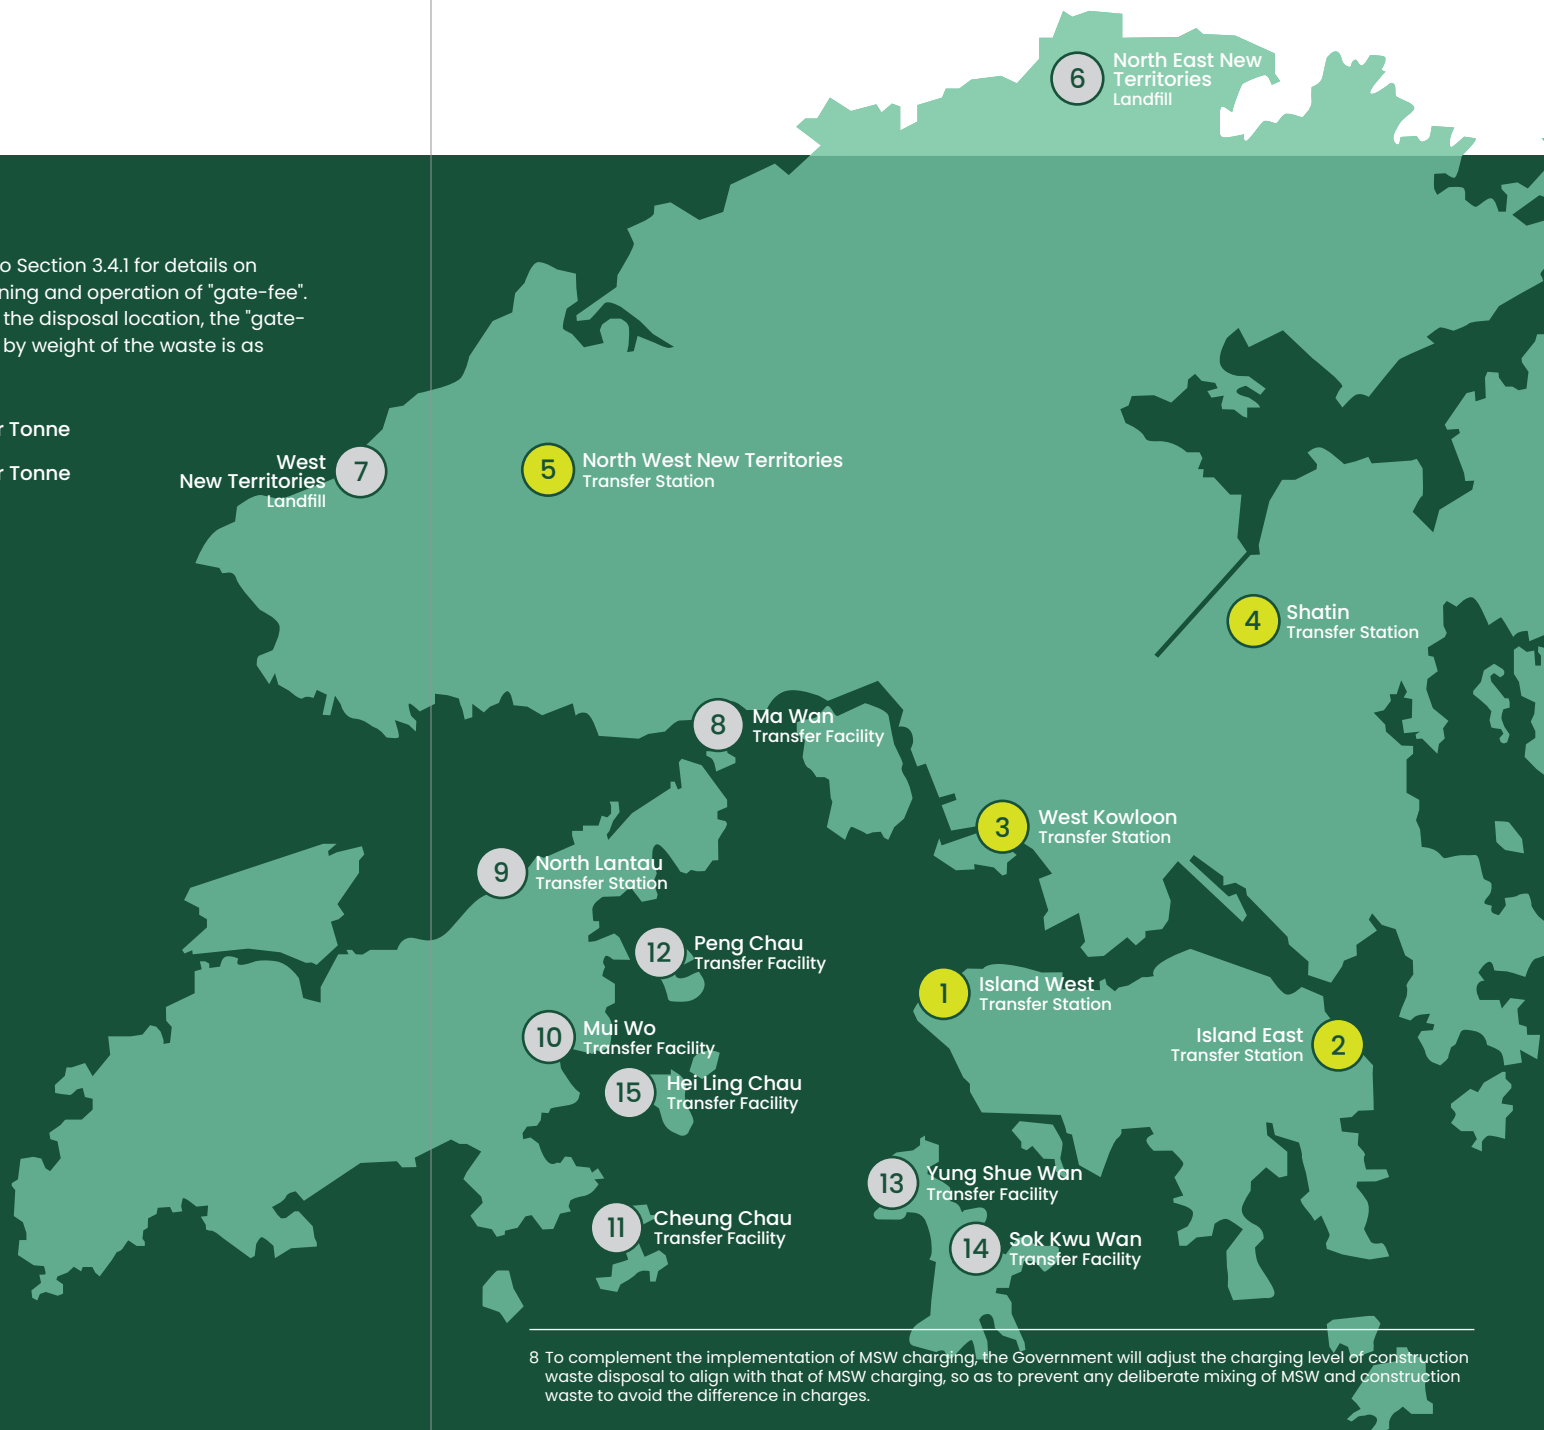 6
North East New
Territories
Landfill
o Section 3.4.1 for details on
ning and operation of "gate-fee".
the disposal location, the "gate-
by weight of the waste is as
r Tonne
r Tonne
West
New Territories
Landfill
7
5
North West New Territories
Transfer Station
4
Shatin
Transfer Station
8
Ma Wan
Transfer Facility
3
West Kowloon
Transfer Station
9
North Lantau
Transfer Station
12
Peng Chau
Transfer Facility
1
Island West
Transfer Station
10
Mui Wo
Transfer Facility
Island East
Transfer Station
2
15
Hei Ling Chau
Transfer Facility
13
Yung Shue Wan
Transfer Facility
11
Cheung Chau
Transfer Facility
14
Sok Kwu Wan
Transfer Facility
8 To complement the implementation of MSW charging, the Government will adjust the charging level of construction
waste disposal to align with that of MSW charging, so as to prevent any deliberate mixing of MSW and construction
waste to avoid the difference in charges.